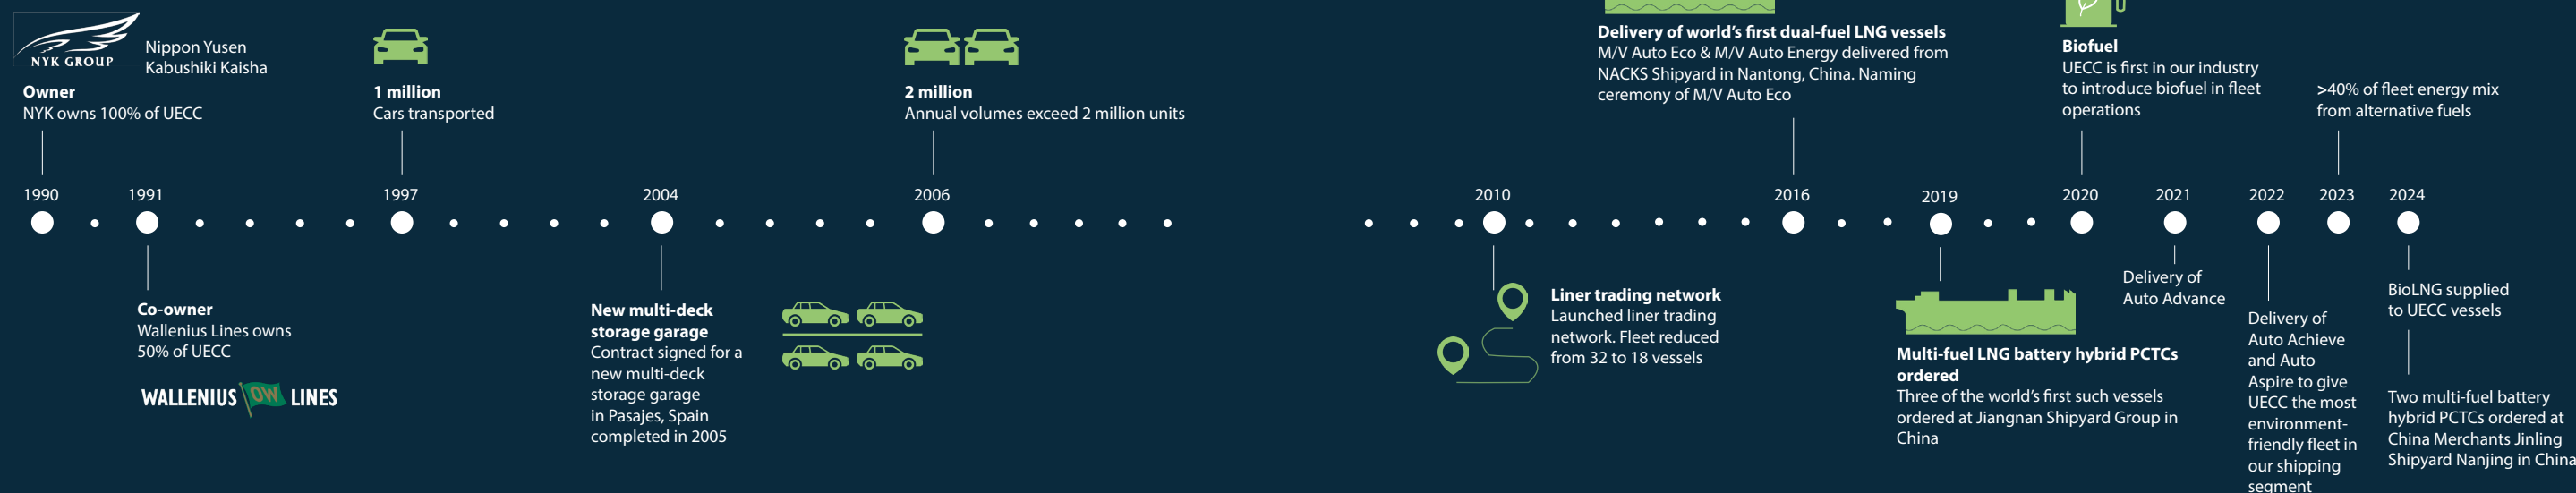 NYK GROUP
Nippon Yusen
Kabushiki Kaisha
Owner
NYK owns 100% of UECC
1 million
Cars transported
2 million
Annual volumes exceed 2 million units
Delivery of world's first dual-fuel LNG vessels
M/V Auto Eco & M/V Auto Energy delivered from
NACKS Shipyard in Nantong, China. Naming
ceremony of M/V Auto Eco
Biofuel
UECC is first in our industry
to introduce biofuel in fleet
operations
>40% of fleet energy mix
from alternative fuels
1990
1991
1997
2004
2006
2010
2016
2019
2020
2021
2022
2023
2024
Co-owner
Wallenius Lines owns
50% of UECC
WALLENIUS OW LINES
New multi-deck
storage garage
Contract signed for a
new multi-deck
storage garage
in Pasajes, Spain
completed in 2005
Liner trading network
Launched liner trading
network. Fleet reduced
from 32 to 18 vessels
Multi-fuel LNG battery hybrid PCTCs
ordered
Three of the world's first such vessels
ordered at Jiangnan Shipyard Group in
China
Delivery of
Auto Advance
Delivery of
Auto Achieve
and Auto
Aspire to give
UECC the most
environment-
friendly fleet in
our shipping
segment
BioLNG supplied
to UECC vessels
Two multi-fuel battery
hybrid PCTCs ordered at
China Merchants Jinling
Shipyard Nanjing in China